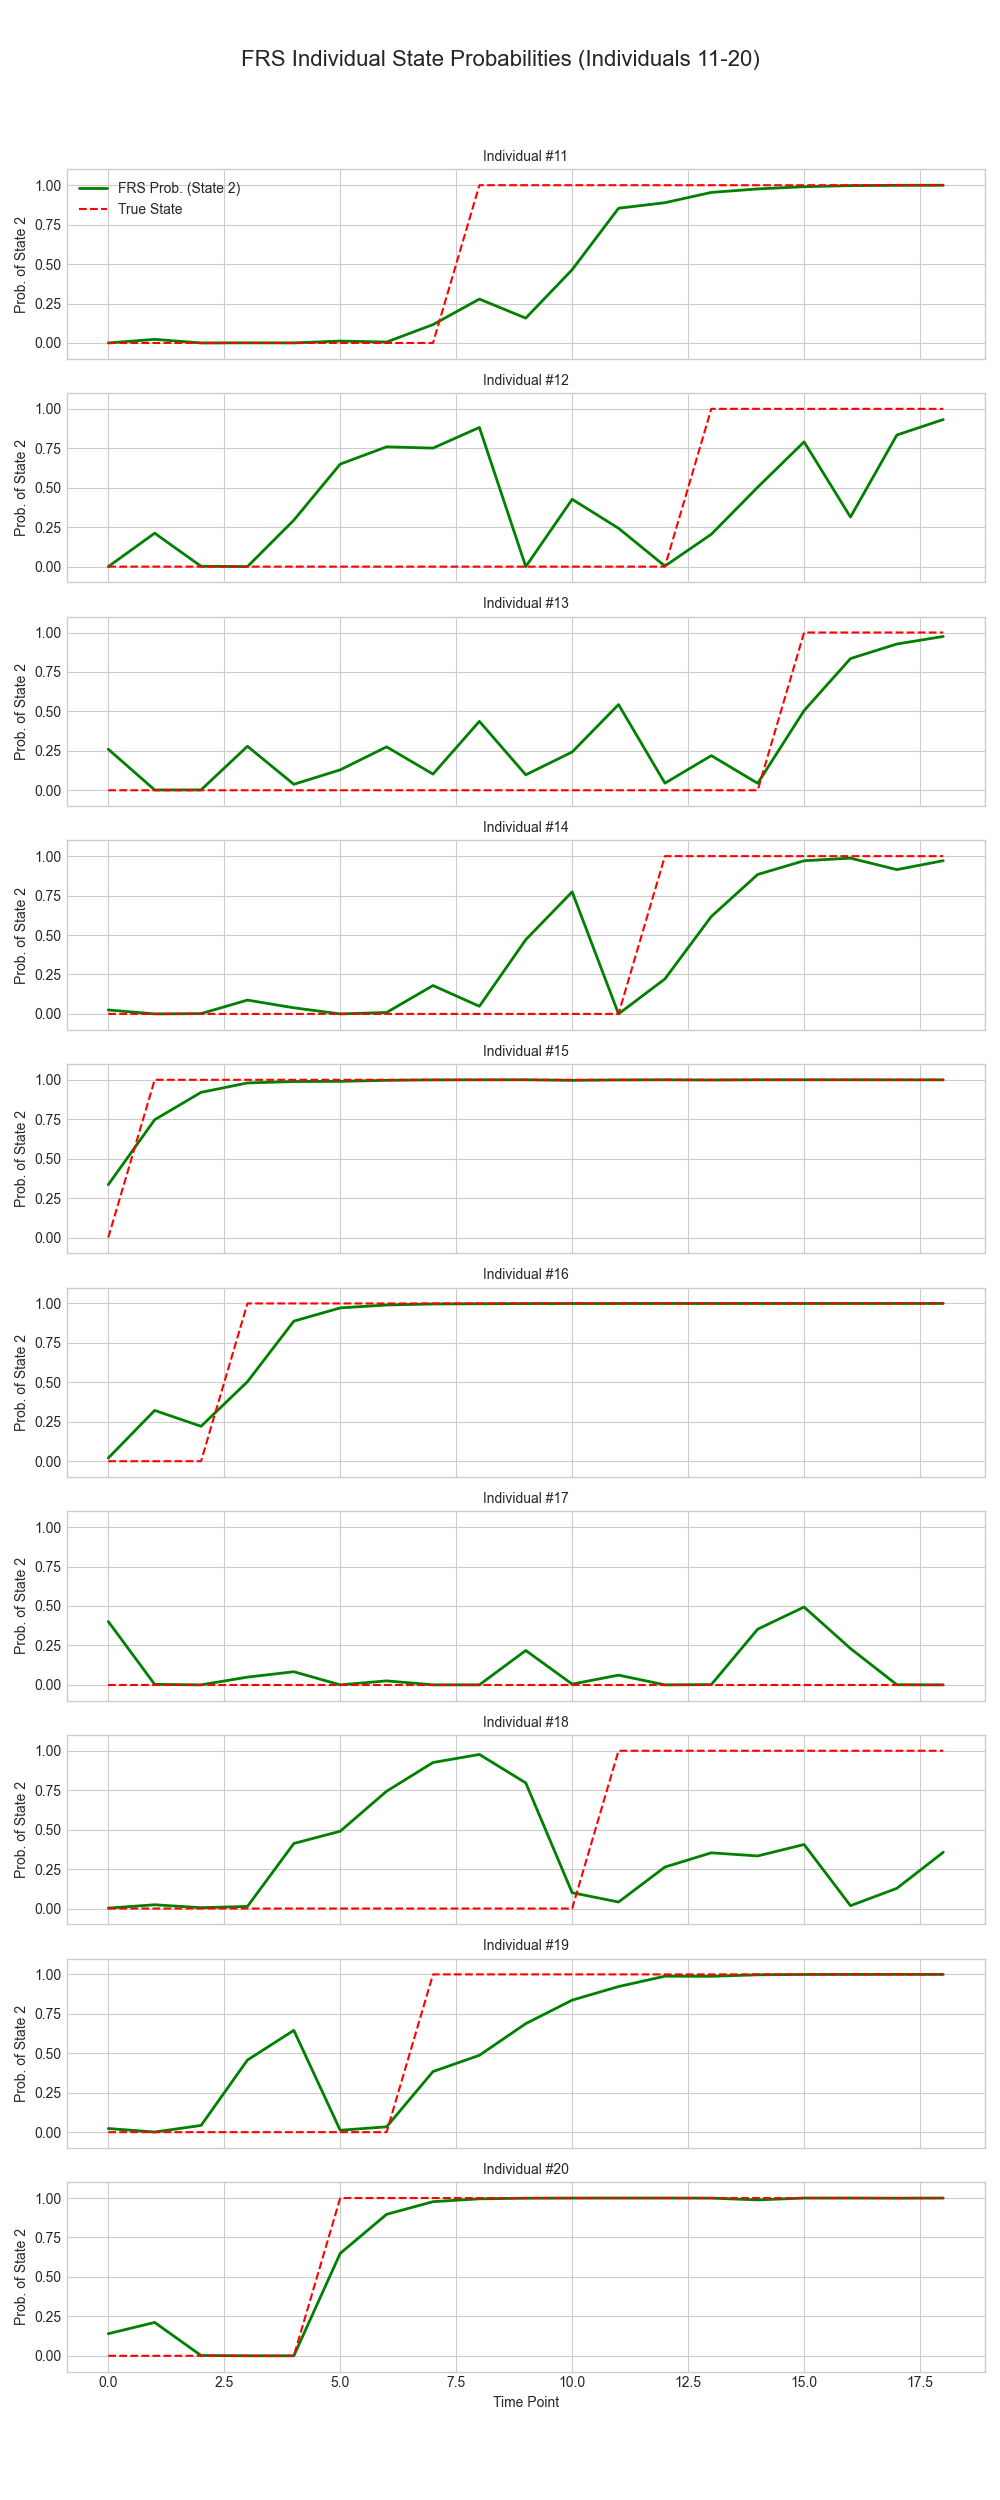 FRS Individual State Probabilities (Individuals 11-20)
Individual #11
FRS Prob. (State 2)
True State
Prob. of State 2
1.00
0.75
0.50
0.25
0.00
Individual #12
Prob. of State 2
1.00
0.75
0.50
0.25
0.00
Individual #13
Prob. of State 2
1.00
0.75
0.50
0.25
0.00
Individual #14
Prob. of State 2
1.00
0.75
0.50
0.25
0.00
Individual #15
Prob. of State 2
1.00
0.75
0.50
0.25
0.00
Individual #16
Prob. of State 2
1.00
0.75
0.50
0.25
0.00
Individual #17
Prob. of State 2
1.00
0.75
0.50
0.25
0.00
Individual #18
Prob. of State 2
1.00
0.75
0.50
0.25
0.00
Individual #19
Prob. of State 2
1.00
0.75
0.50
0.25
0.00
Individual #20
Prob. of State 2
1.00
0.75
0.50
0.25
0.00
0.0 2.5 5.0 7.5 10.0 12.5 15.0 17.5
Time Point